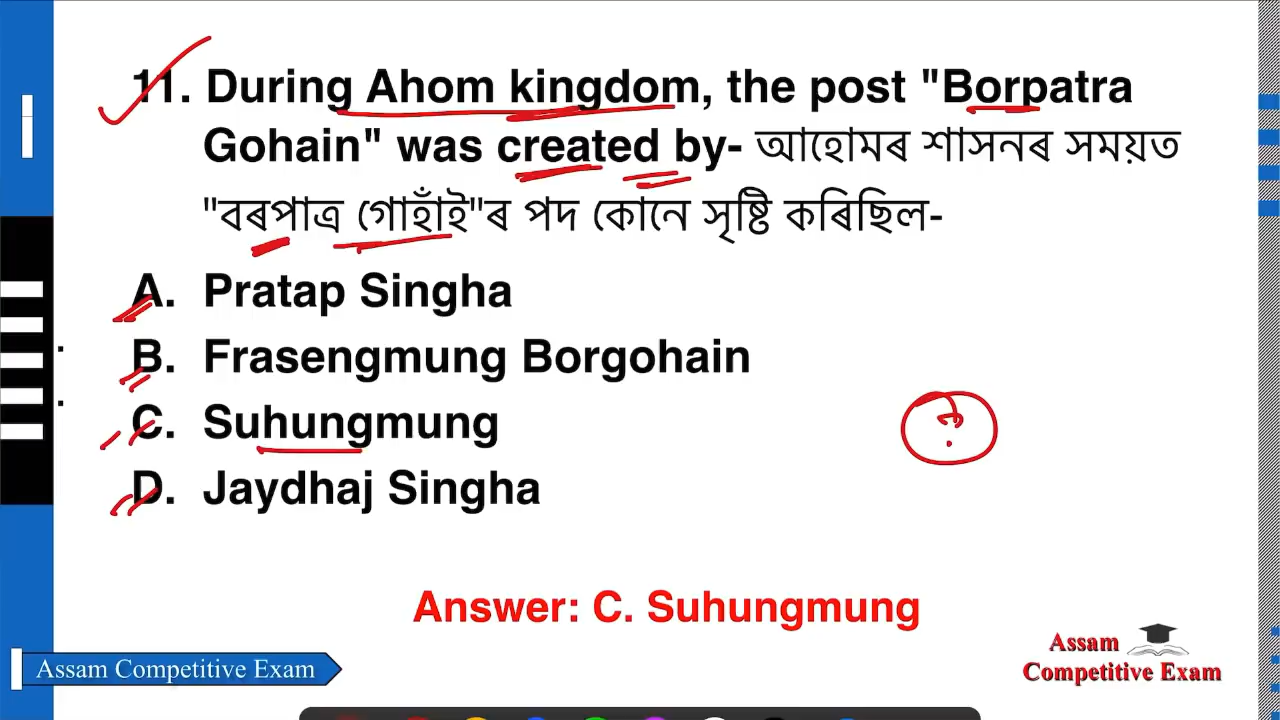 11. During Ahom kingdom, the post "Borpatra
Gohain" was created by- আহোমৰ শাসনৰ সময়ত
"বৰপাত্ৰ গোহাঁই"ৰ পদ কোনে সৃষ্টি কৰিছিল-
A. Pratap Singha
B. Frasengmung Borgohain
C. Suhungmung
D. Jaydhaj Singha
?
Answer: C. Suhungmung
Assam Competitive Exam
Assam
Competitive Exam